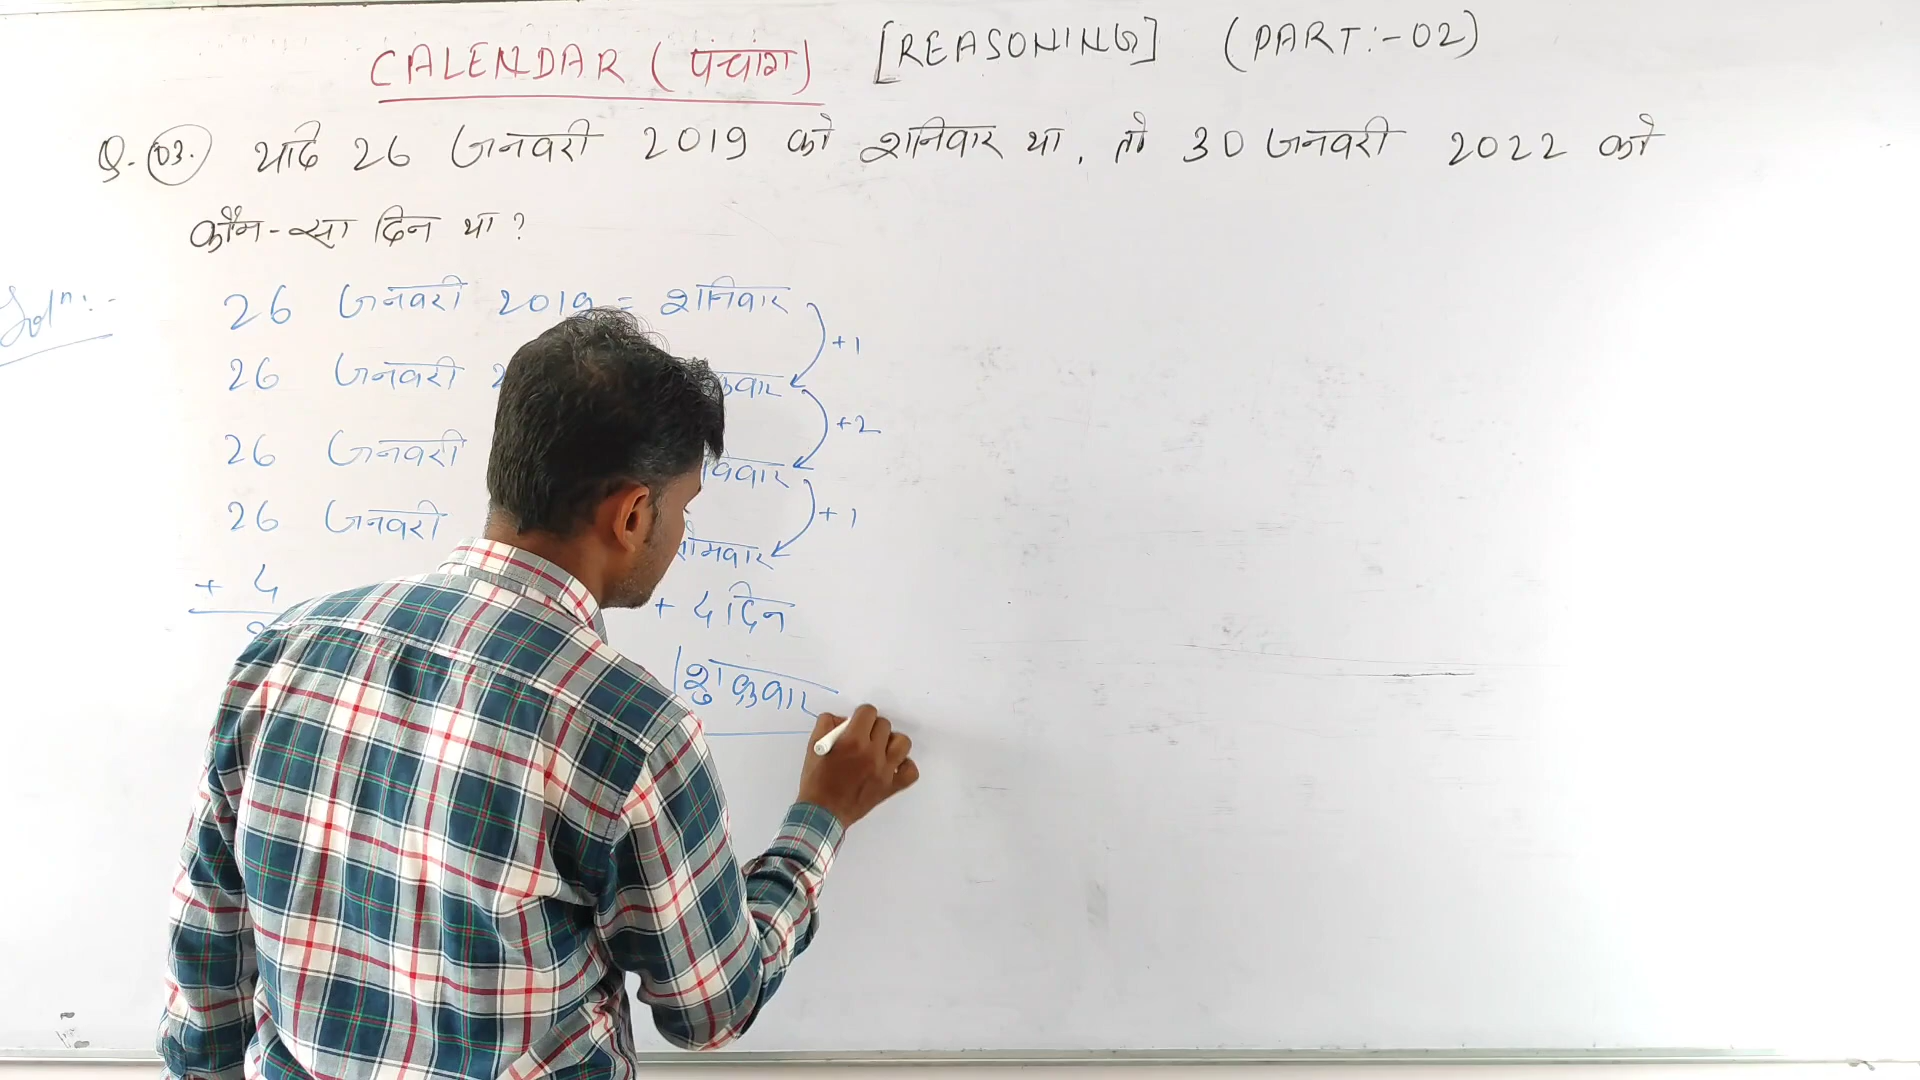 CALENDAR (पंचांग) [REASONING] (PART:-02)
Q. 03. यदि 26 जनवरी 2019 को शनिवार था, तो 30 जनवरी 2022 को
कौन-सा दिन था ?
Solⁿ:-
26 जनवरी 2019 = शनिवार
+1
26 जनवरी
+2
26 जनवरी
+1
26 जनवरी सोमवार
+ 4 + 4 दिन
शुक्रवार